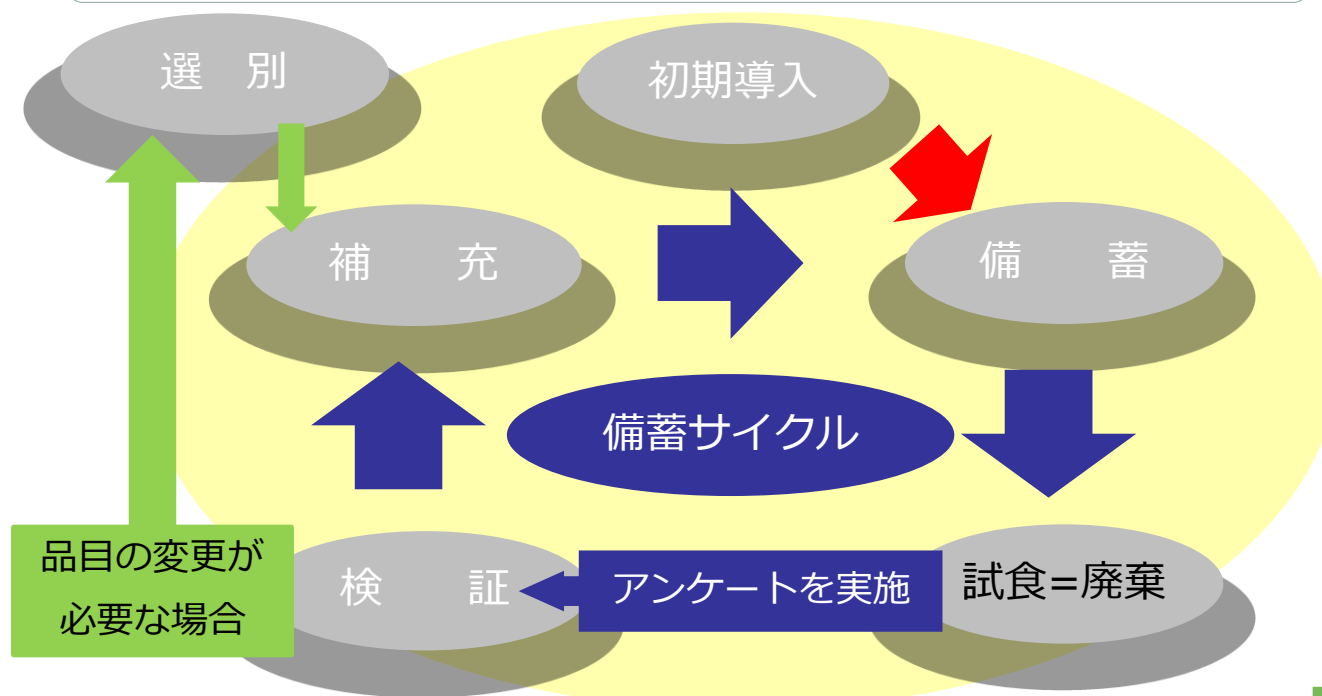 選　別
初期導入
補　　充
備　　蓄
備蓄サイクル
品目の変更が
必要な場合
検　　証
アンケートを実施
試食=廃棄